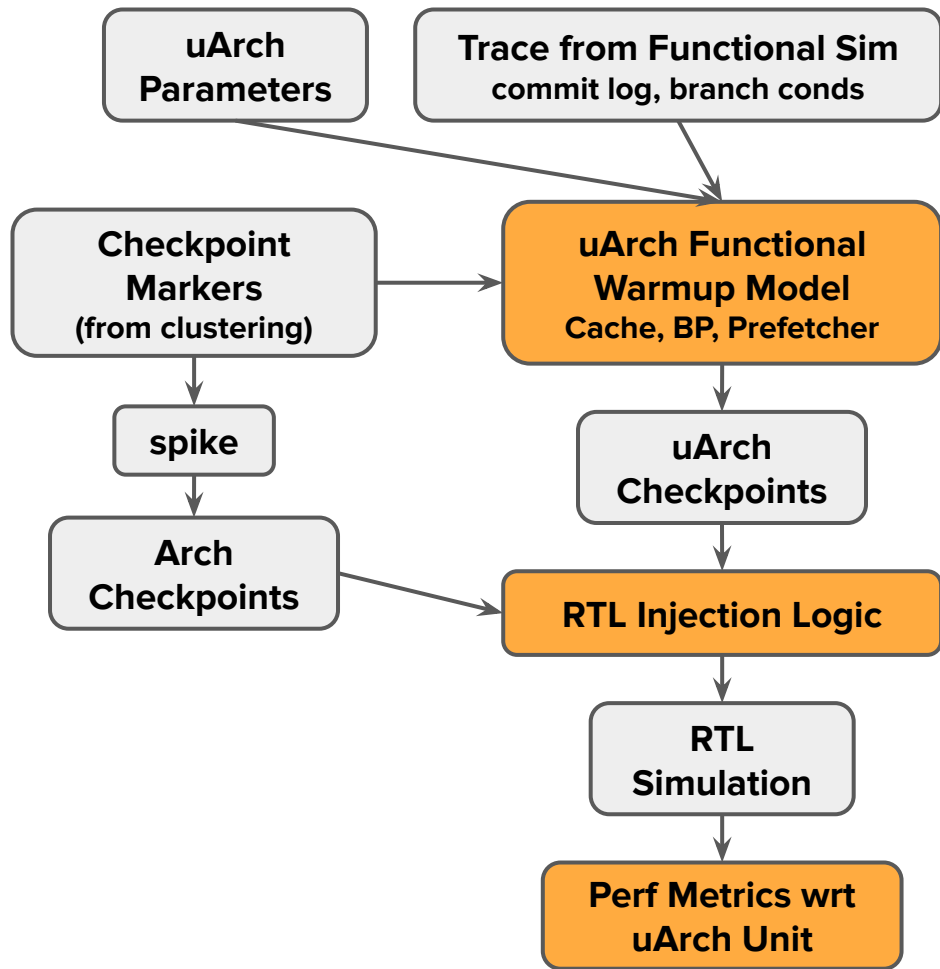 uArch
Parameters
Trace from Functional Sim
commit log, branch conds
Checkpoint
Markers
(from clustering)
uArch Functional
Warmup Model
Cache, BP, Prefetcher
spike
uArch
Checkpoints
Arch
Checkpoints
RTL Injection Logic
RTL
Simulation
Perf Metrics wrt
uArch Unit